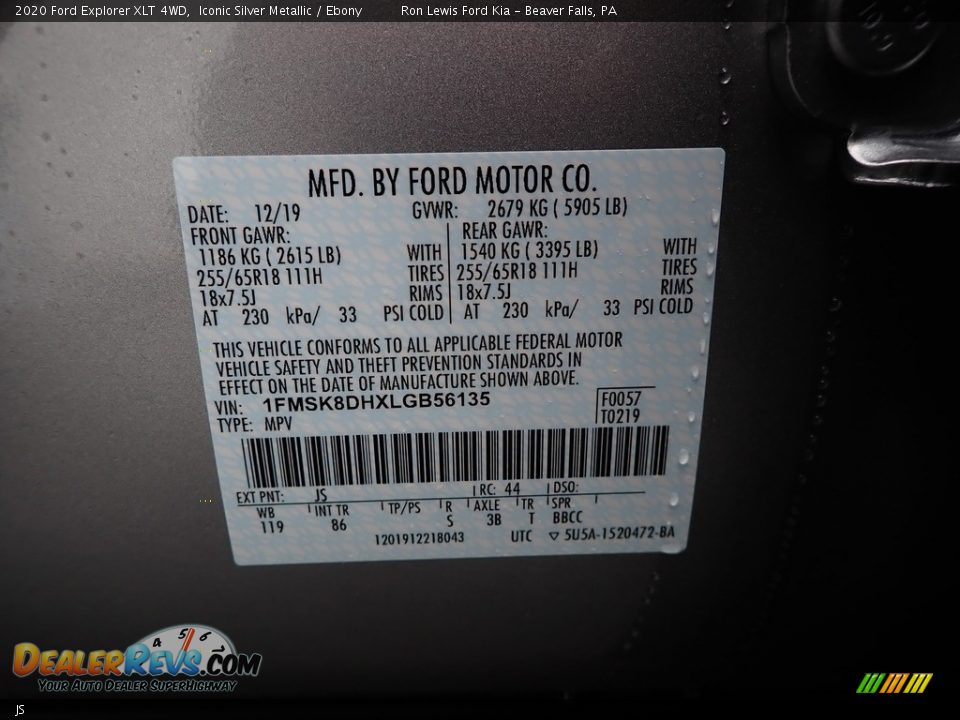 2020 Ford Explorer XLT 4WD, Iconic Silver Metallic / Ebony Ron Lewis Ford Kia - Beaver Falls, PA
MFD. BY FORD MOTOR CO.
DATE: 12/19 GVWR: 2679 KG ( 5905 LB)
FRONT GAWR: REAR GAWR:
1186 KG ( 2615 LB) WITH 1540 KG ( 3395 LB) WITH
255/65R18 111H TIRES 255/65R18 111H TIRES
18x7.5J RIMS 18x7.5J RIMS
AT 230 kPa/ 33 PSI COLD AT 230 kPa/ 33 PSI COLD
THIS VEHICLE CONFORMS TO ALL APPLICABLE FEDERAL MOTOR
VEHICLE SAFETY AND THEFT PREVENTION STANDARDS IN
EFFECT ON THE DATE OF MANUFACTURE SHOWN ABOVE.
VIN: 1FMSK8DHXLGB56135 F0057
TYPE: MPV T0219
EXT PNT: JS RC: 44 DSO:
WB INT TR TP/PS R AXLE TR SPR
119 86 S 3B T BBCC
1201912218043 UTC ▽ 5U5A-1520472-BA
4 5 6
DEALERREVS.COM
YOUR AUTO DEALER SUPERHIGHWAY
JS